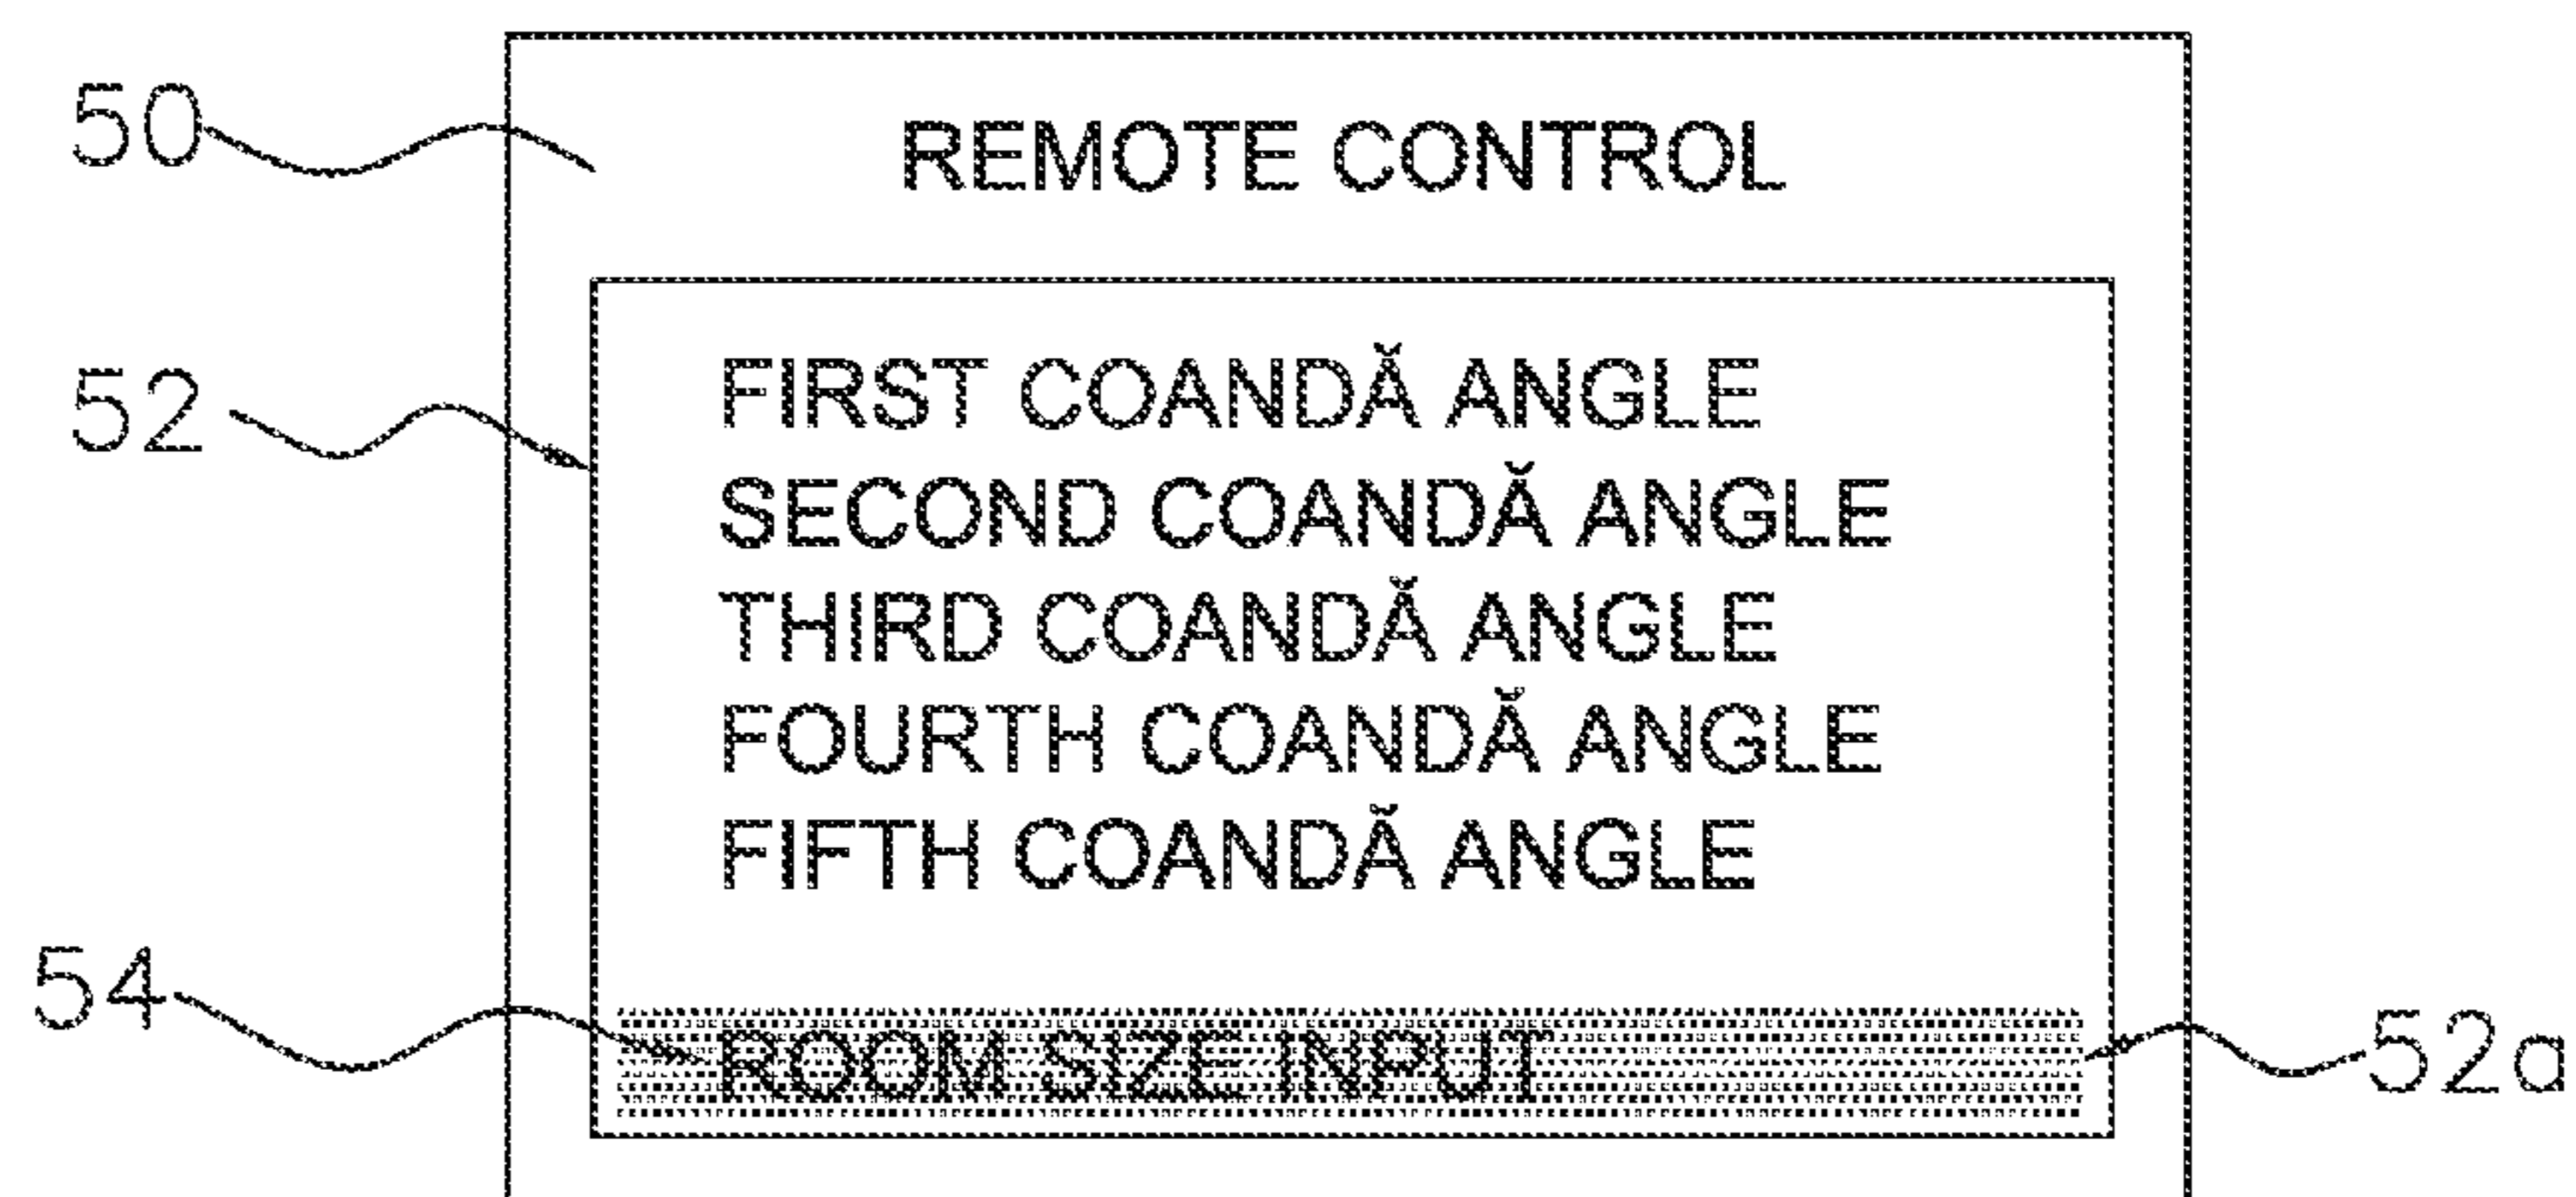 50
REMOTE CONTROL
52
FIRST COANDĂ ANGLE
SECOND COANDĂ ANGLE
THIRD COANDĂ ANGLE
FOURTH COANDĂ ANGLE
FIFTH COANDĂ ANGLE
54
ROOM SIZE INPUT
52a